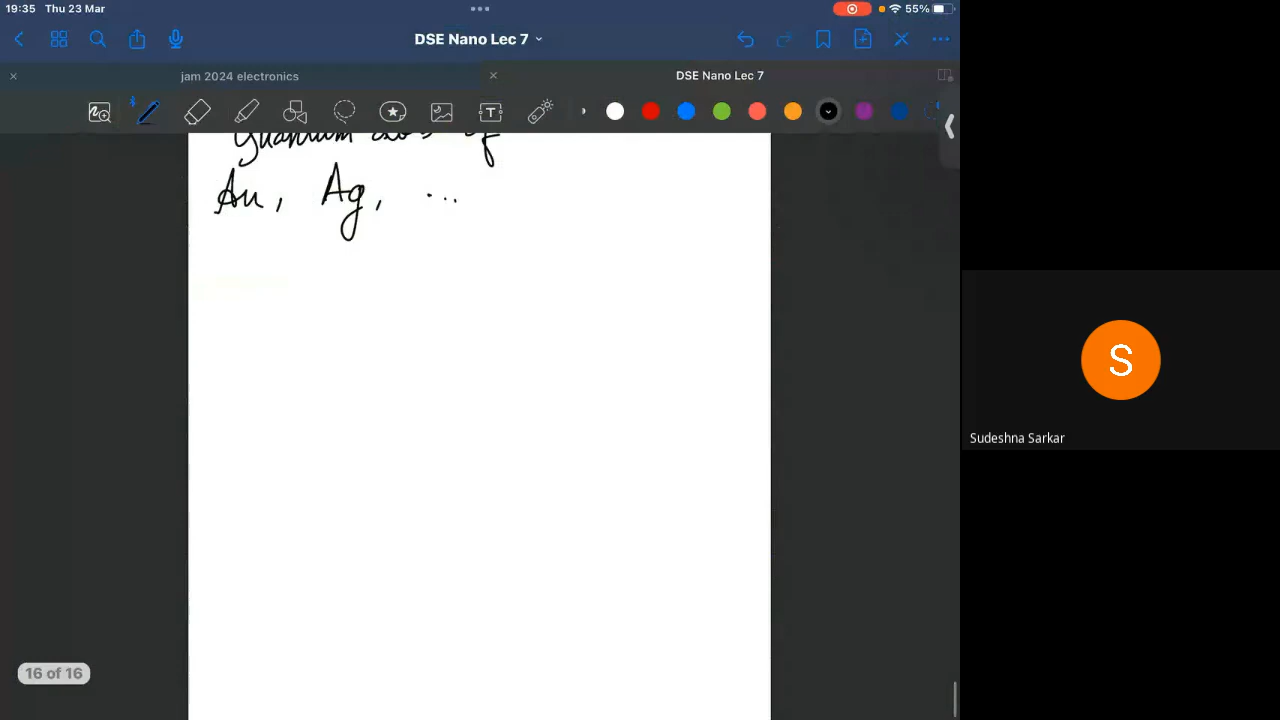 19:35 Thu 23 Mar
55%
DSE Nano Lec 7
jam 2024 electronics
DSE Nano Lec 7
Quantum
Au, Ag, ...
S
Sudeshna Sarkar
16 of 16